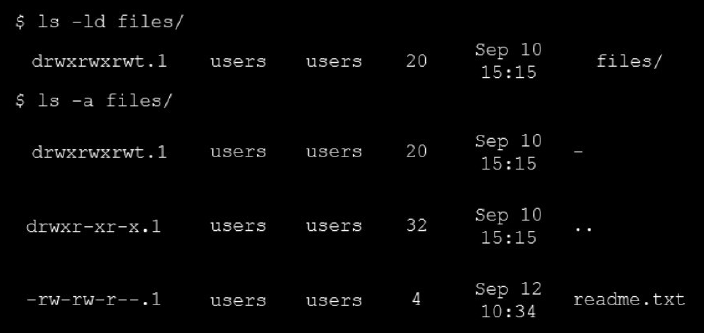 $ ls -ld files/
drwxrwxrwt.1 users users 20 Sep 10 15:15 files/
$ ls -a files/
drwxrwxrwt.1 users users 20 Sep 10 15:15 -
drwxr-xr-x.1 users users 32 Sep 10 15:15 ..
-rw-rw-r--.1 users users 4 Sep 12 10:34 readme.txt